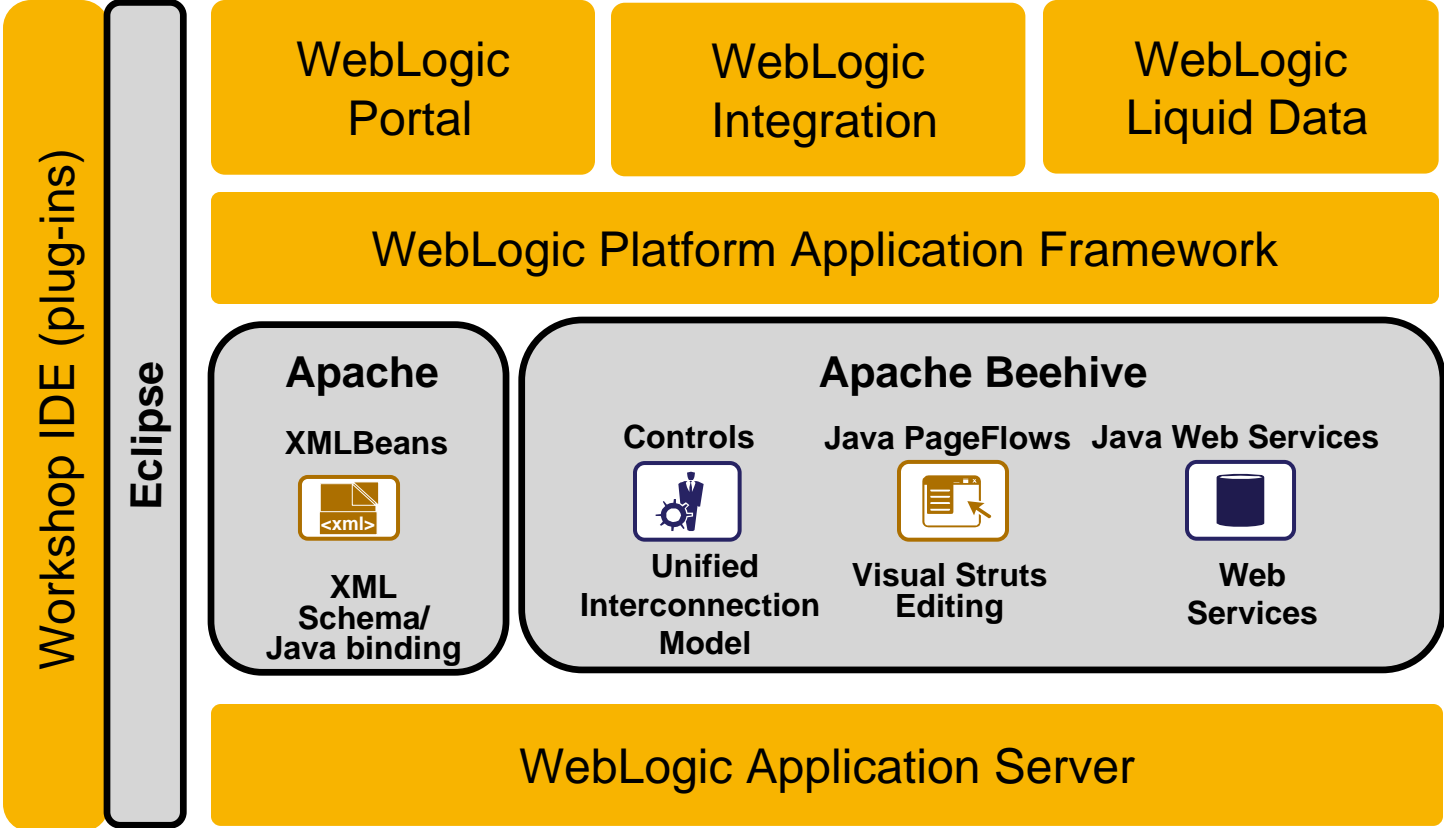 Workshop IDE (plug-ins)
Eclipse
WebLogic
Portal
WebLogic
Integration
WebLogic
Liquid Data
WebLogic Platform Application Framework
Apache
XMLBeans
<xml>
XML
Schema/
Java binding
Apache Beehive
Controls
Unified
Interconnection
Model
Java PageFlows
Visual Struts
Editing
Java Web Services
Web
Services
WebLogic Application Server